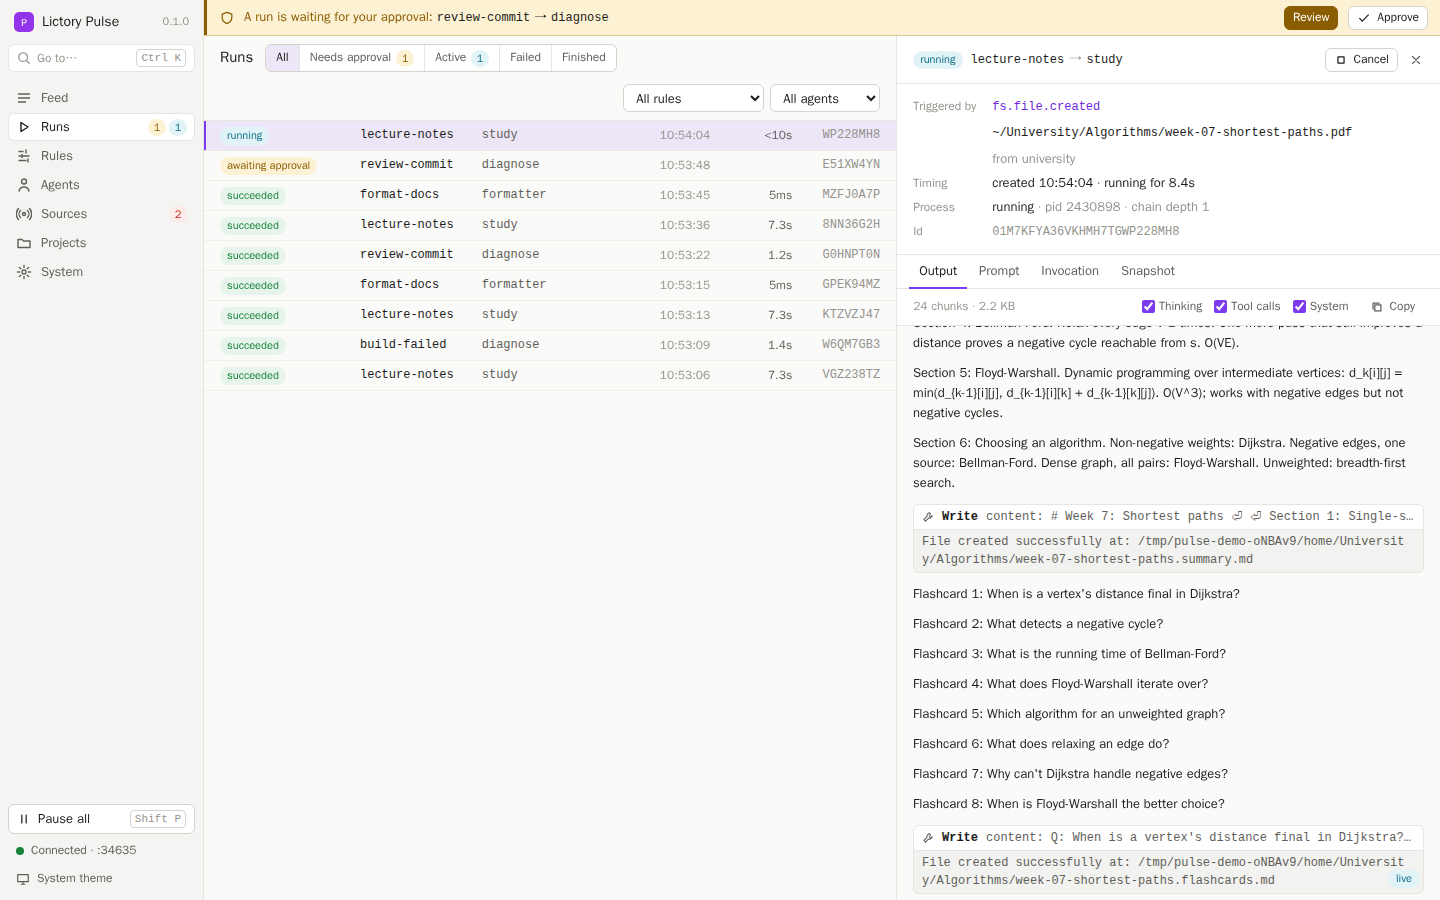 P Lictory Pulse 0.1.0
Go to··· Ctrl K
Feed
Runs 1 1
Rules
Agents
Sources 2
Projects
System
Pause all Shift P
Connected · :34635
System theme
A run is waiting for your approval: review-commit → diagnose Review Approve
Runs All Needs approval 1 Active 1 Failed Finished
All rules All agents
running lecture-notes study 10:54:04 <10s WP228MH8
awaiting approval review-commit diagnose 10:53:48 E51XW4YN
succeeded format-docs formatter 10:53:45 5ms MZFJ0A7P
succeeded lecture-notes study 10:53:36 7.3s 8NN36G2H
succeeded review-commit diagnose 10:53:22 1.2s G0HNPT0N
succeeded format-docs formatter 10:53:15 5ms GPEK94MZ
succeeded lecture-notes study 10:53:13 7.3s KTZVZJ47
succeeded build-failed diagnose 10:53:09 1.4s W6QM7GB3
succeeded lecture-notes study 10:53:06 7.3s VGZ238TZ
running lecture-notes → study Cancel
Triggered by fs.file.created
~/University/Algorithms/week-07-shortest-paths.pdf
from university
Timing created 10:54:04 · running for 8.4s
Process running · pid 2430898 · chain depth 1
Id 01M7KFYA36VKHMH7TGWP228MH8
Output Prompt Invocation Snapshot
24 chunks · 2.2 KB Thinking Tool calls System Copy
distance proves a negative cycle reachable from s. O(VE).
Section 5: Floyd-Warshall. Dynamic programming over intermediate vertices: d_k[i][j] =
min(d_{k-1}[i][j], d_{k-1}[i][k] + d_{k-1}[k][j]). O(V^3); works with negative edges but not
negative cycles.
Section 6: Choosing an algorithm. Non-negative weights: Dijkstra. Negative edges, one
source: Bellman-Ford. Dense graph, all pairs: Floyd-Warshall. Unweighted: breadth-first
search.
Write content: # Week 7: Shortest paths ⏎ ⏎ Section 1: Single-s…
File created successfully at: /tmp/pulse-demo-oNBAv9/home/Universit
y/Algorithms/week-07-shortest-paths.summary.md
Flashcard 1: When is a vertex's distance final in Dijkstra?
Flashcard 2: What detects a negative cycle?
Flashcard 3: What is the running time of Bellman-Ford?
Flashcard 4: What does Floyd-Warshall iterate over?
Flashcard 5: Which algorithm for an unweighted graph?
Flashcard 6: What does relaxing an edge do?
Flashcard 7: Why can't Dijkstra handle negative edges?
Flashcard 8: When is Floyd-Warshall the better choice?
Write content: Q: When is a vertex's distance final in Dijkstra?…
File created successfully at: /tmp/pulse-demo-oNBAv9/home/Universit
y/Algorithms/week-07-shortest-paths.flashcards.md live